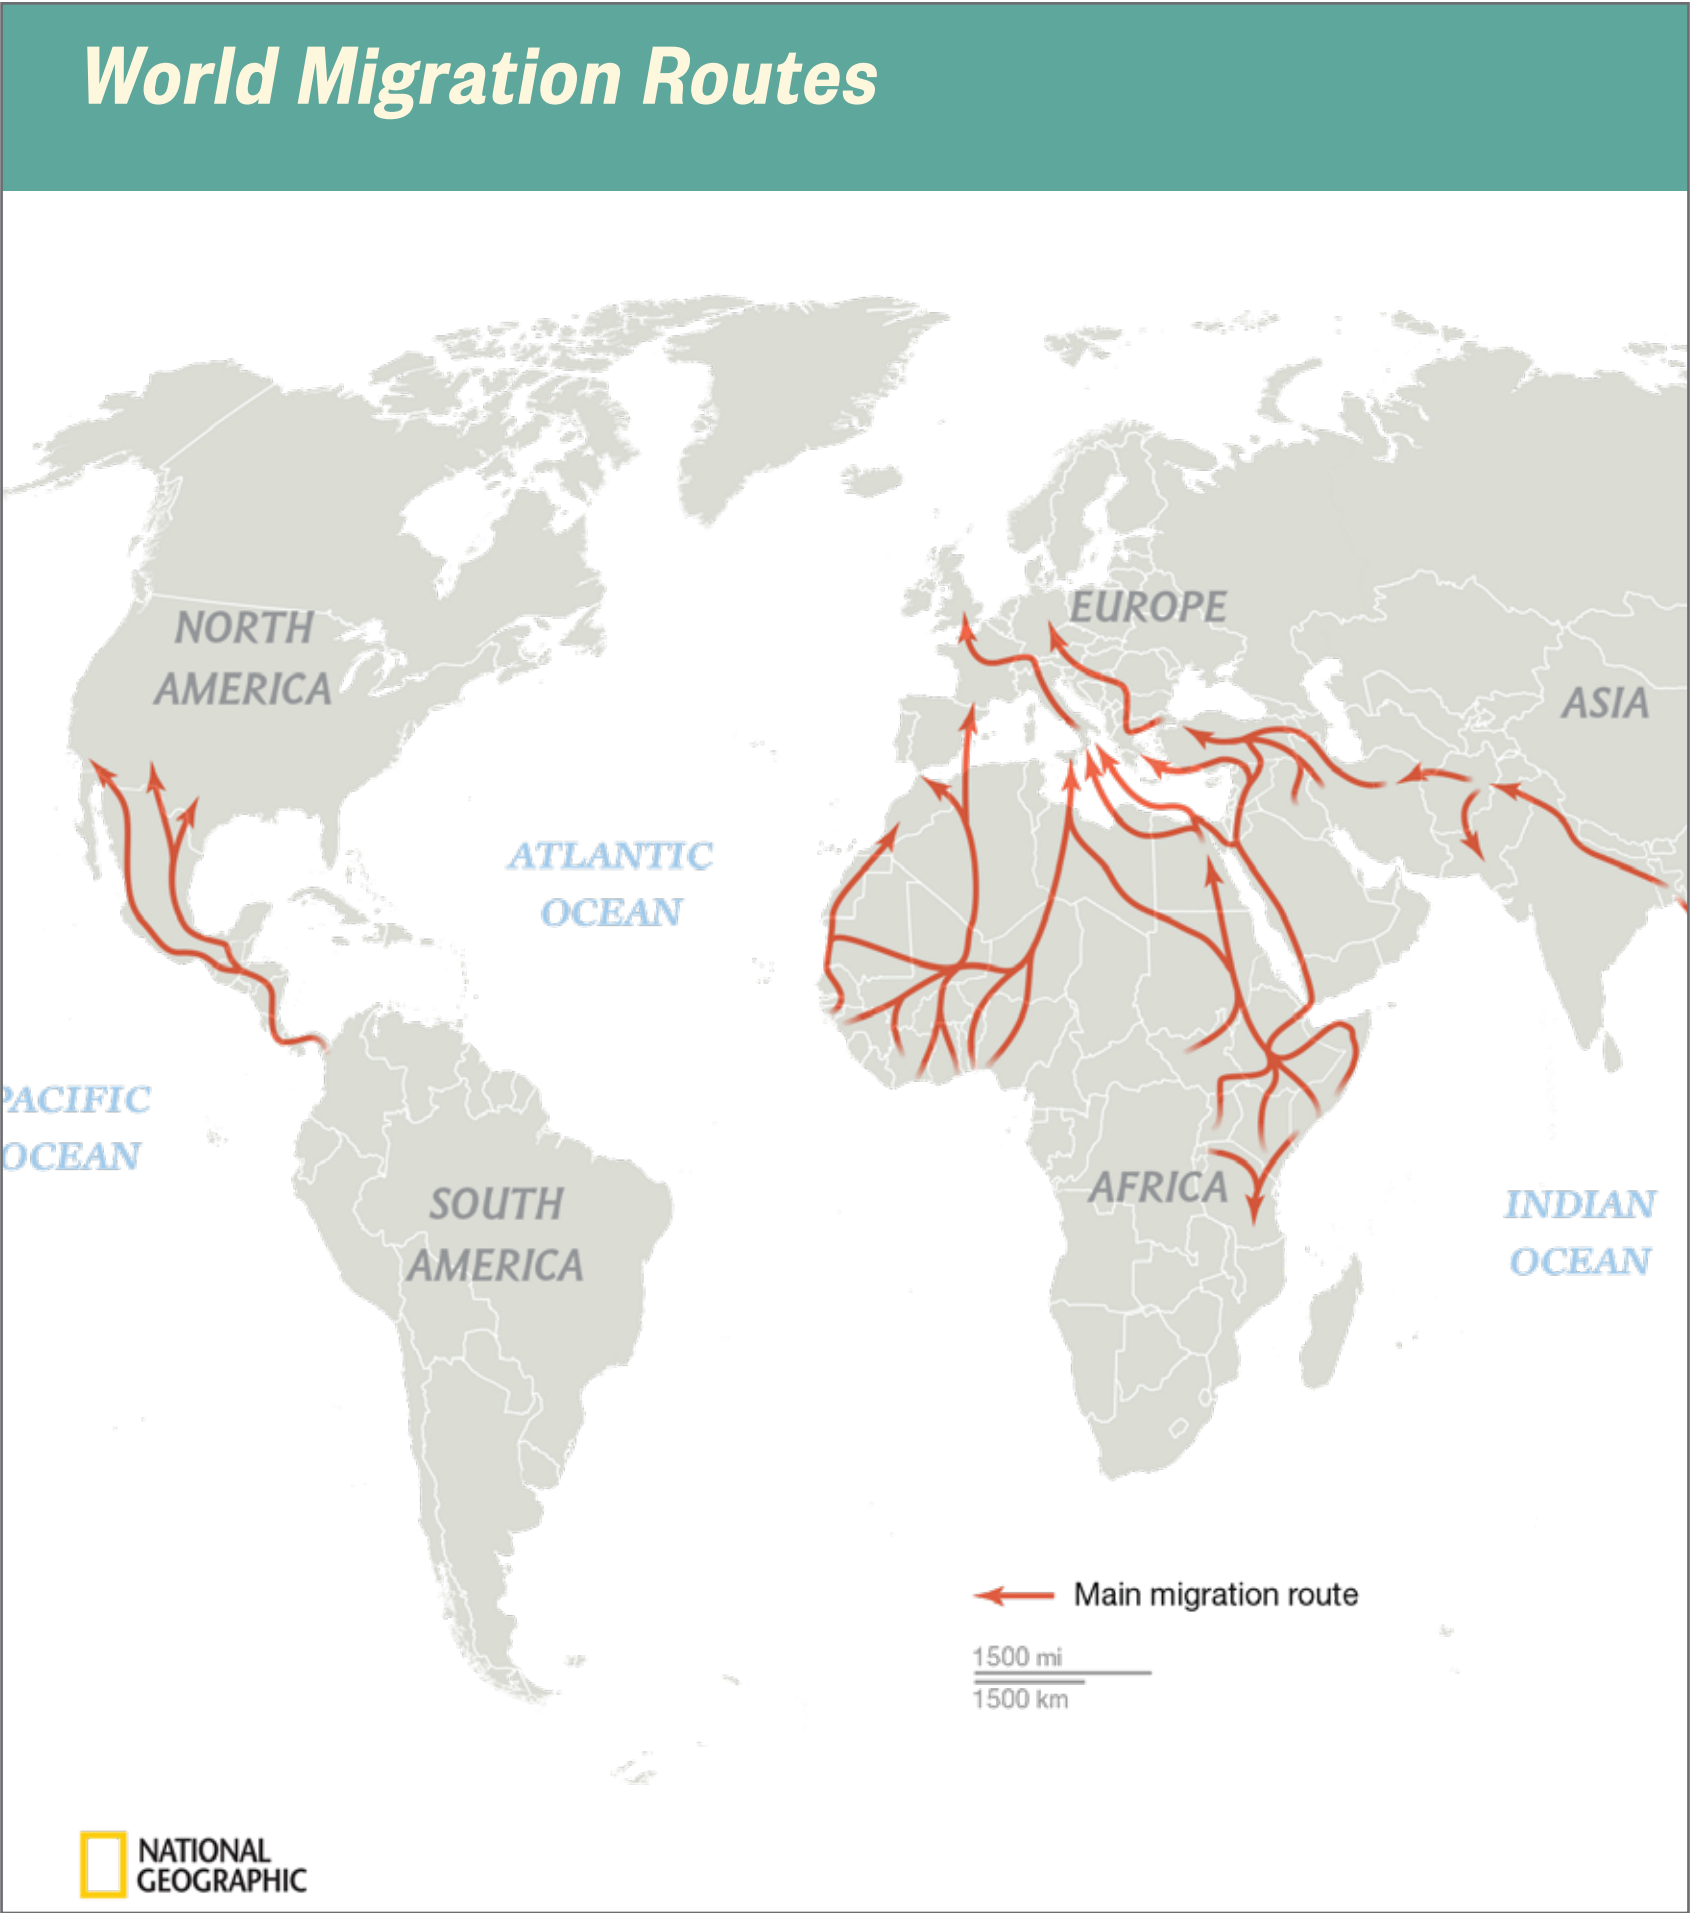 World Migration Routes
NORTH
AMERICA
EUROPE
ASIA
ATLANTIC
OCEAN
PACIFIC
OCEAN
SOUTH
AMERICA
AFRICA
INDIAN
OCEAN
Main migration route
1500 mi
1500 km
NATIONAL
GEOGRAPHIC